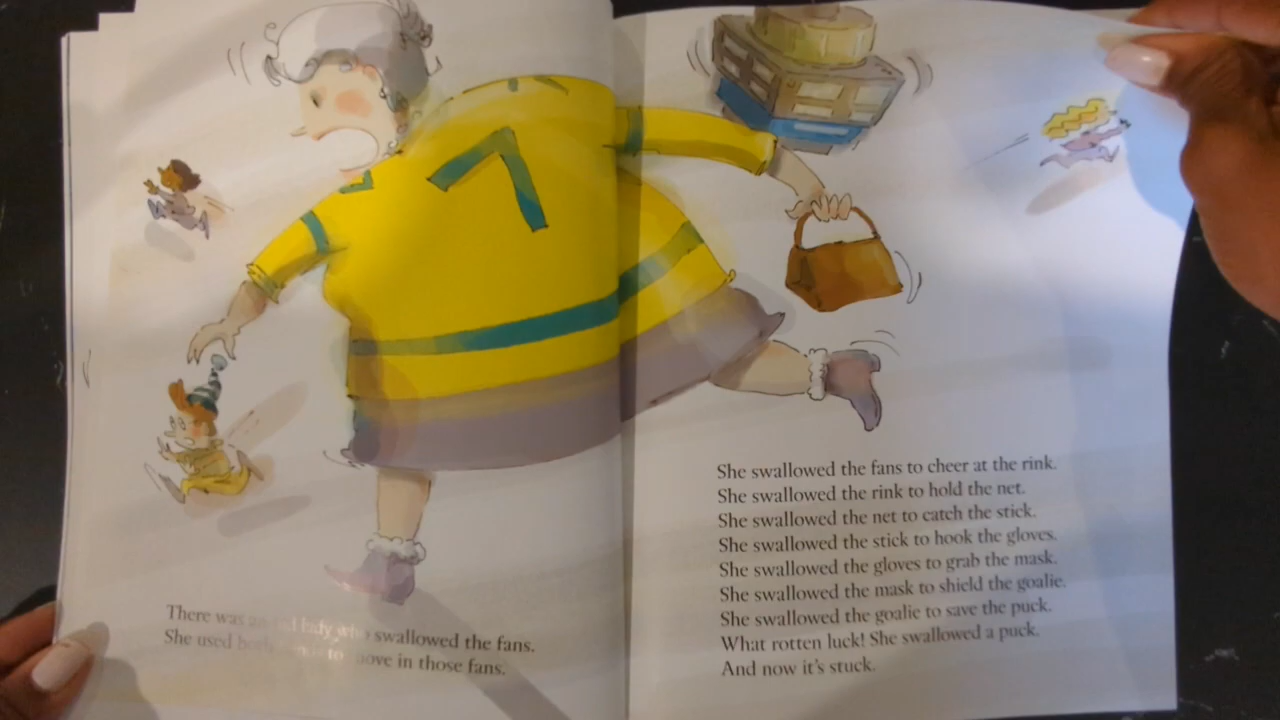 There was an old lady who swallowed the fans.
She used both hands to move in those fans.
She swallowed the fans to cheer at the rink.
She swallowed the rink to hold the net.
She swallowed the net to catch the stick.
She swallowed the stick to hook the gloves.
She swallowed the gloves to grab the mask.
She swallowed the mask to shield the goalie.
She swallowed the goalie to save the puck.
What rotten luck! She swallowed a puck.
And now it's stuck.
7